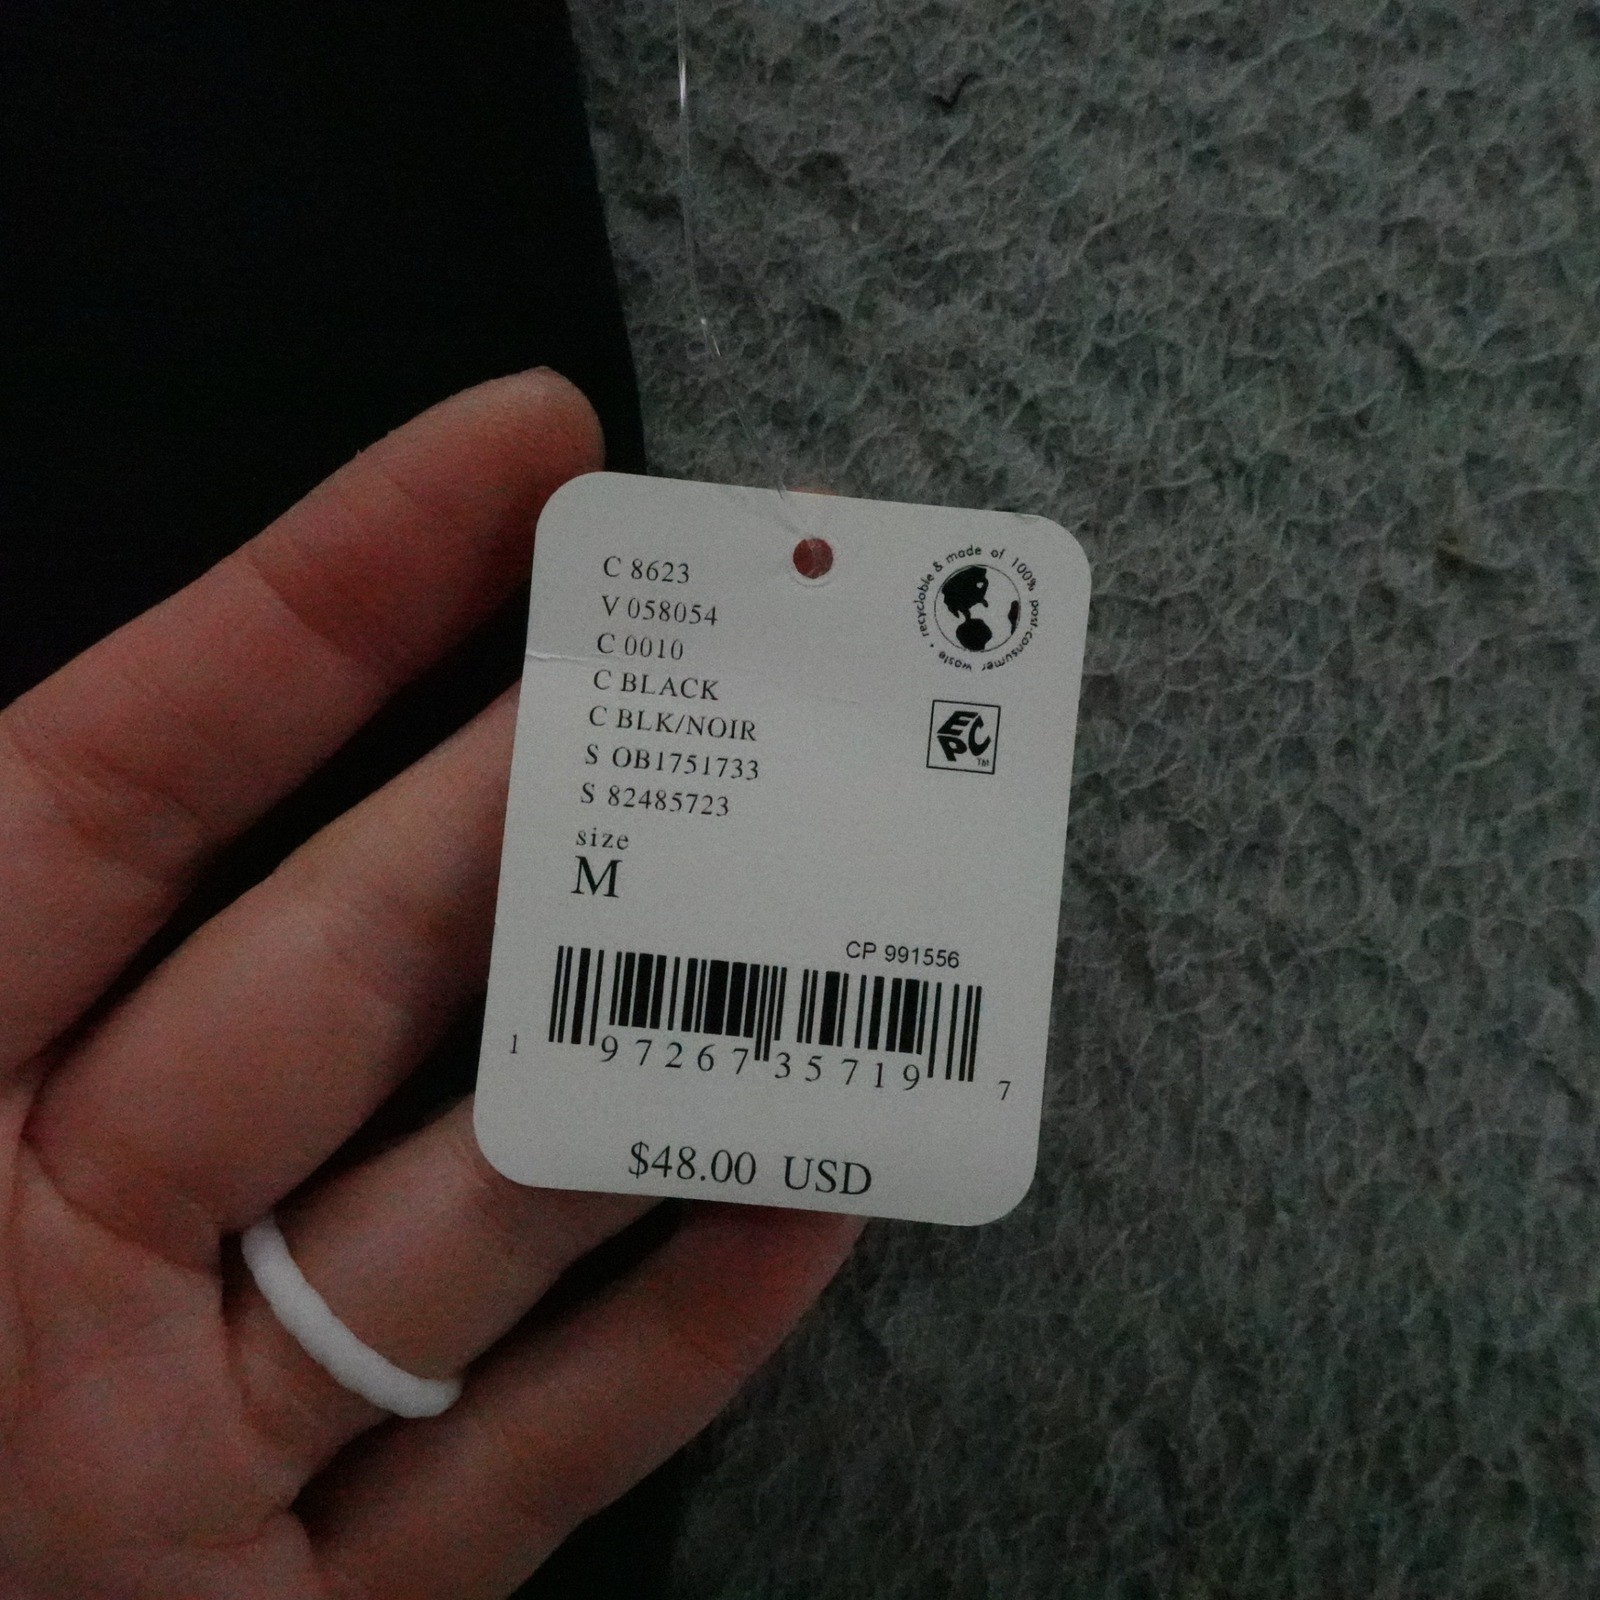 C 8623
V 058054
C 0010
C BLACK
C BLK/NOIR
S OB1751733
S 82485723
size
M
recyclable & made of 100% post-consumer waste •
EPC™
CP 991556
1 97267 35719 7
$48.00 USD